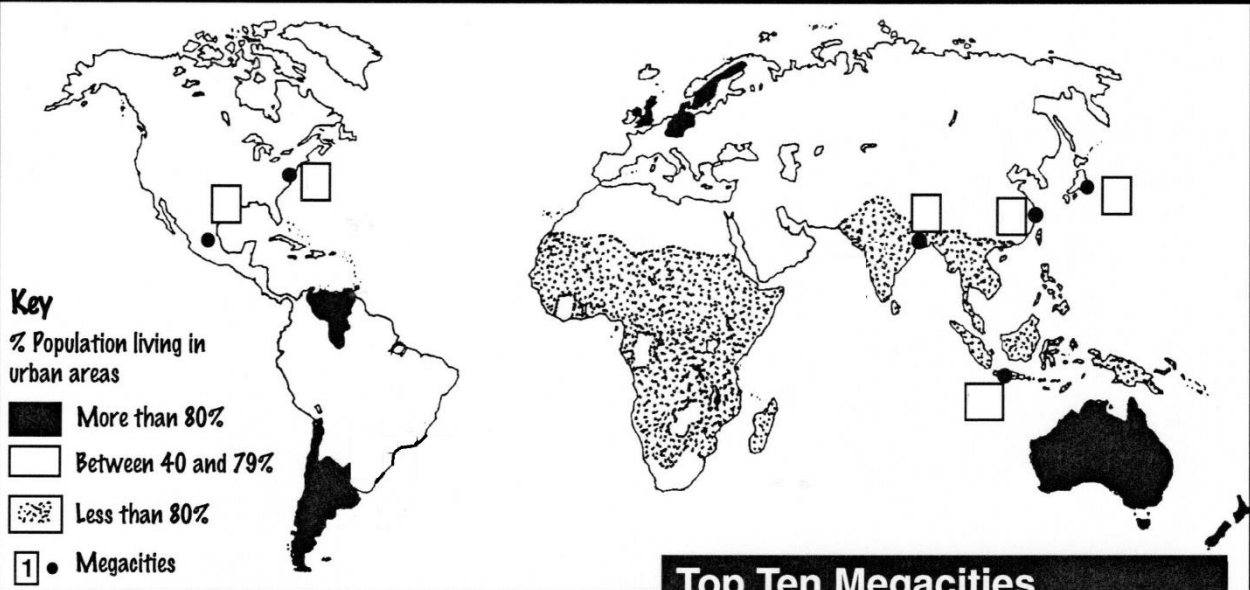 Key
% Population living in
urban areas
More than 80%
Between 40 and 79%
Less than 80%
1 • Megacities
Top Ten Megacities